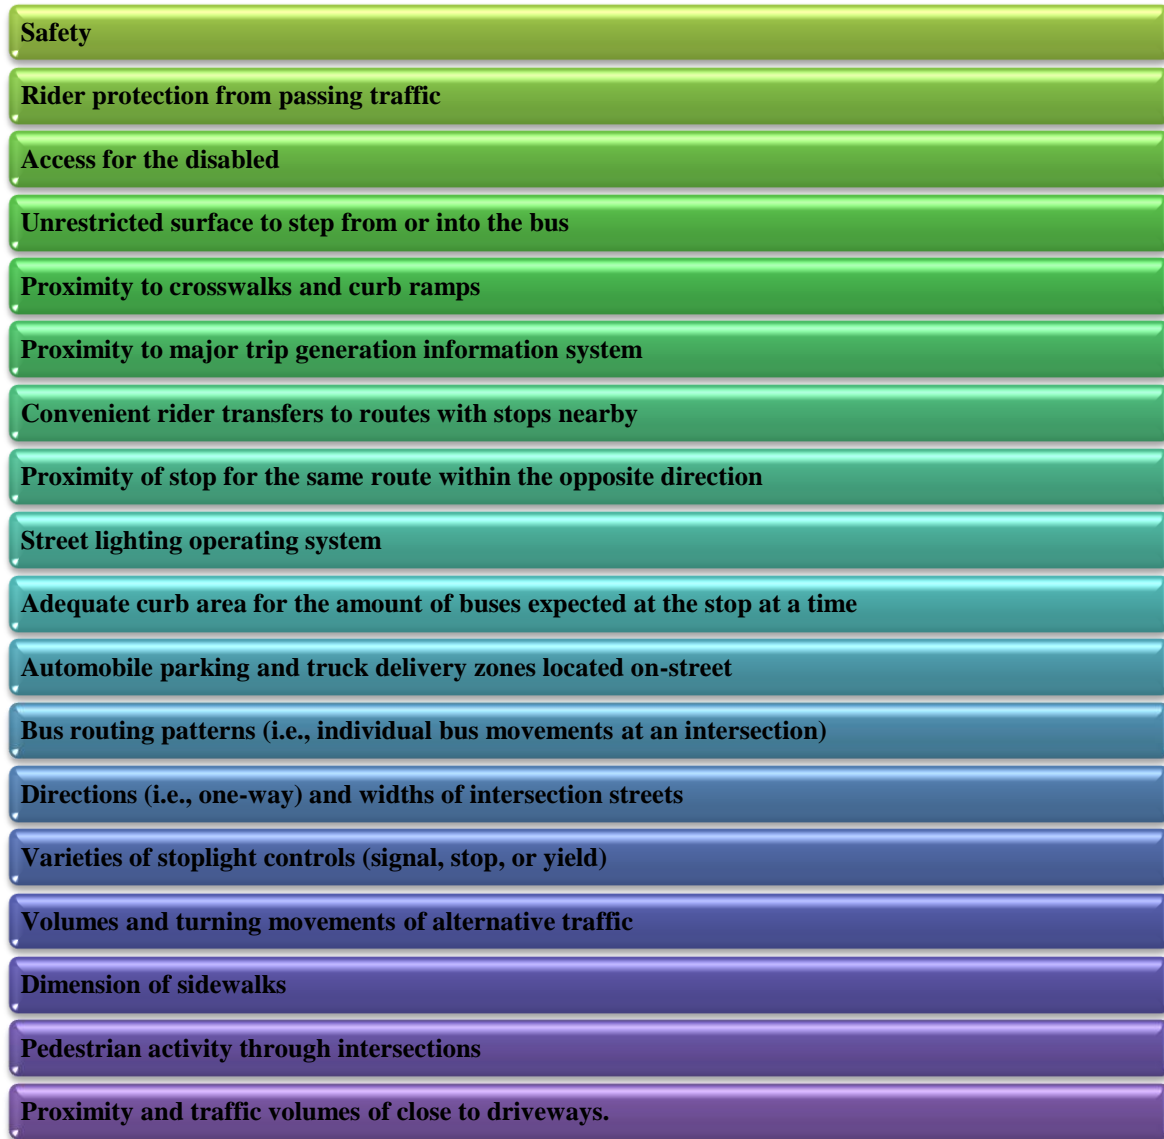 Safety
Rider protection from passing traffic
Access for the disabled
Unrestricted surface to step from or into the bus
Proximity to crosswalks and curb ramps
Proximity to major trip generation information system
Convenient rider transfers to routes with stops nearby
Proximity of stop for the same route within the opposite direction
Street lighting operating system
Adequate curb area for the amount of buses expected at the stop at a time
Automobile parking and truck delivery zones located on-street
Bus routing patterns (i.e., individual bus movements at an intersection)
Directions (i.e., one-way) and widths of intersection streets
Varieties of stoplight controls (signal, stop, or yield)
Volumes and turning movements of alternative traffic
Dimension of sidewalks
Pedestrian activity through intersections
Proximity and traffic volumes of close to driveways.